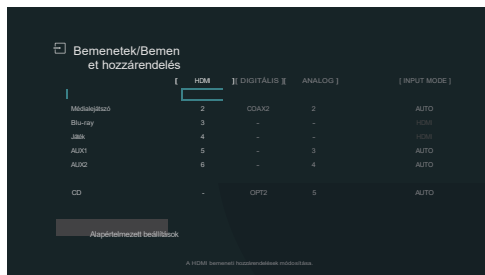 Bemenetek/Bemen
et hozzárendelés
[ HDMI ][ DIGITÁLIS ][ ANALOG ] [ INPUT MODE ]
Médialejátszó 2 COAX2 2 AUTO
Blu-ray 3 – – HDMI
Játék 4 – – HDMI
AUX1 5 – 3 AUTO
AUX2 6 – 4 AUTO
CD - OPT2 5 AUTO
Alapértelmezett beállítások
A HDMI bemeneti hozzárendelések módosítása.